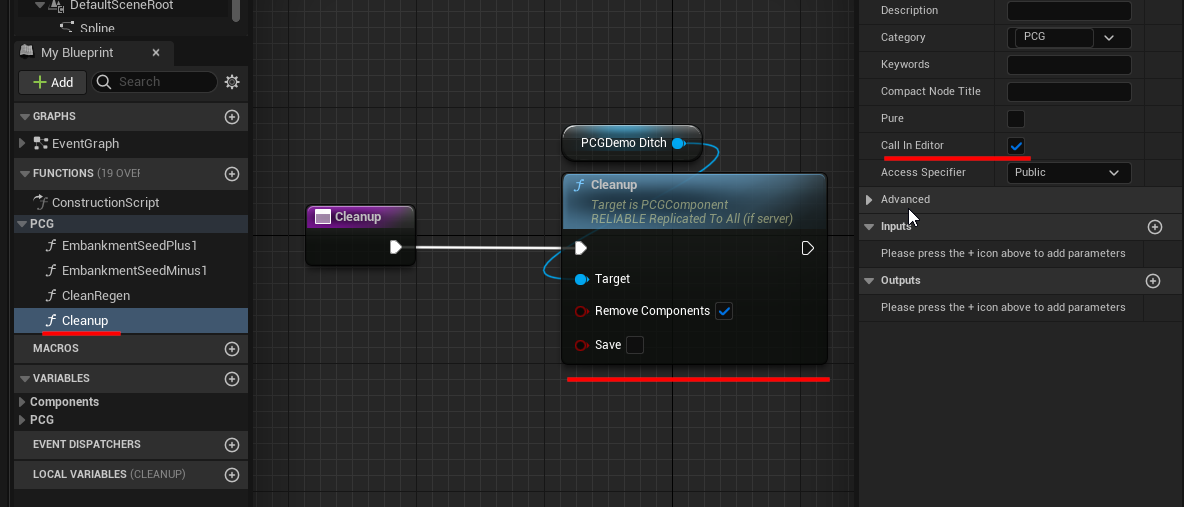 DefaultSceneRoot
Spline
My Blueprint
Add
Search
GRAPHS
EventGraph
FUNCTIONS (19 OVER
ConstructionScript
PCG
EmbankmentSeedPlus1
EmbankmentSeedMinus1
CleanRegen
Cleanup
MACROS
VARIABLES
Components
PCG
EVENT DISPATCHERS
LOCAL VARIABLES (CLEANUP)
Cleanup
PCGDemo Ditch
Cleanup
Target is PCGComponent
RELIABLE Replicated To All (if server)
Target
Remove Components
Save
Description
Category PCG
Keywords
Compact Node Title
Pure
Call In Editor
Access Specifier Public
Advanced
Inputs
Please press the + icon above to add parameters
Outputs
Please press the + icon above to add parameters